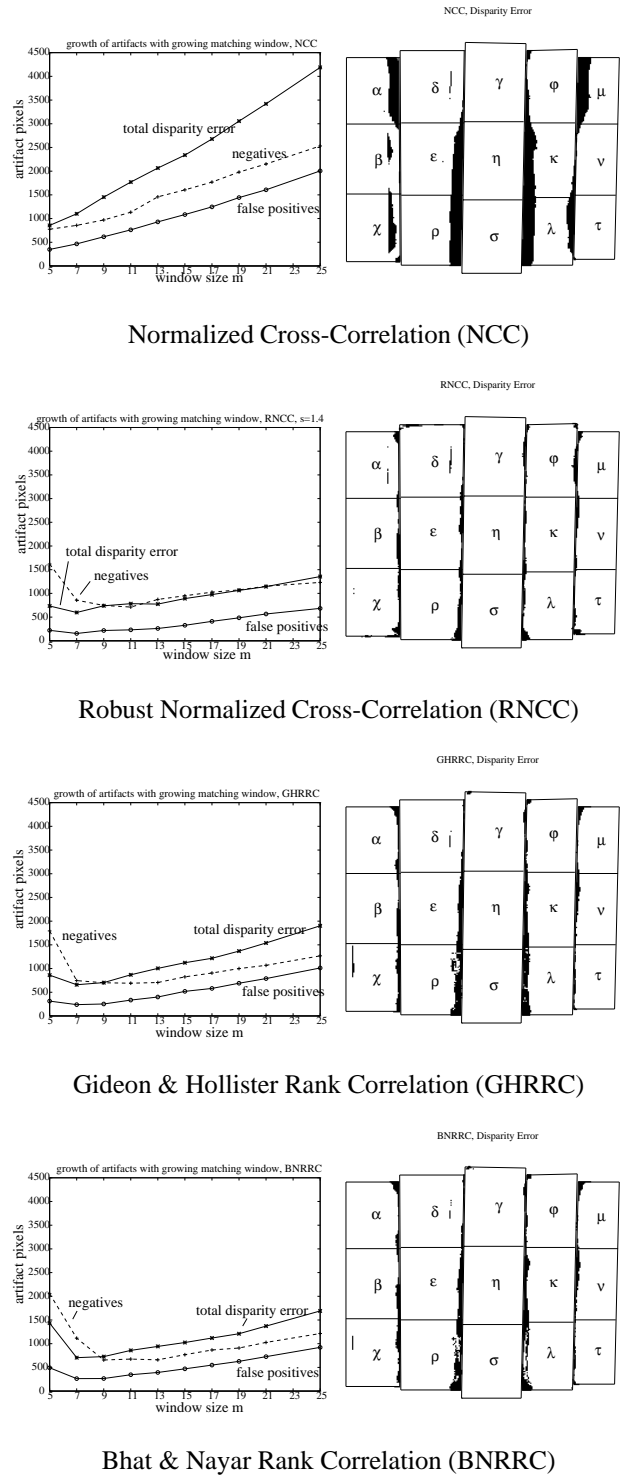 NCC, Disparity Error
growth of artifacts with growing matching window, NCC
4500
4000
3500
3000
2500
2000
1500
1000
500
0
artifact pixels
total disparity error
negatives
false positives
5 7 9 11 13 15 17 19 21 23 25
window size m
α δ γ φ μ
β ε η κ ν
χ ρ σ λ τ
Normalized Cross-Correlation (NCC)
RNCC, Disparity Error
growth of artifacts with growing matching window, RNCC, s=1.4
4500
4000
3500
3000
2500
2000
1500
1000
500
0
artifact pixels
total disparity error
negatives
false positives
5 7 9 11 13 15 17 19 21 23 25
window size m
α δ γ φ μ
β ε η κ ν
χ ρ σ λ τ
Robust Normalized Cross-Correlation (RNCC)
GHRRC, Disparity Error
growth of artifacts with growing matching window, GHRRC
4500
4000
3500
3000
2500
2000
1500
1000
500
0
artifact pixels
negatives
total disparity error
false positives
5 7 9 11 13 15 17 19 21 23 25
window size m
α δ γ φ μ
β ε η κ ν
χ ρ σ λ τ
Gideon & Hollister Rank Correlation (GHRRC)
BNRRC, Disparity Error
growth of artifacts with growing matching window, BNRRC
4500
4000
3500
3000
2500
2000
1500
1000
500
0
artifact pixels
negatives
total disparity error
false positives
5 7 9 11 13 15 17 19 21 23 25
window size m
α δ γ φ μ
β ε η κ ν
χ ρ σ λ τ
Bhat & Nayar Rank Correlation (BNRRC)